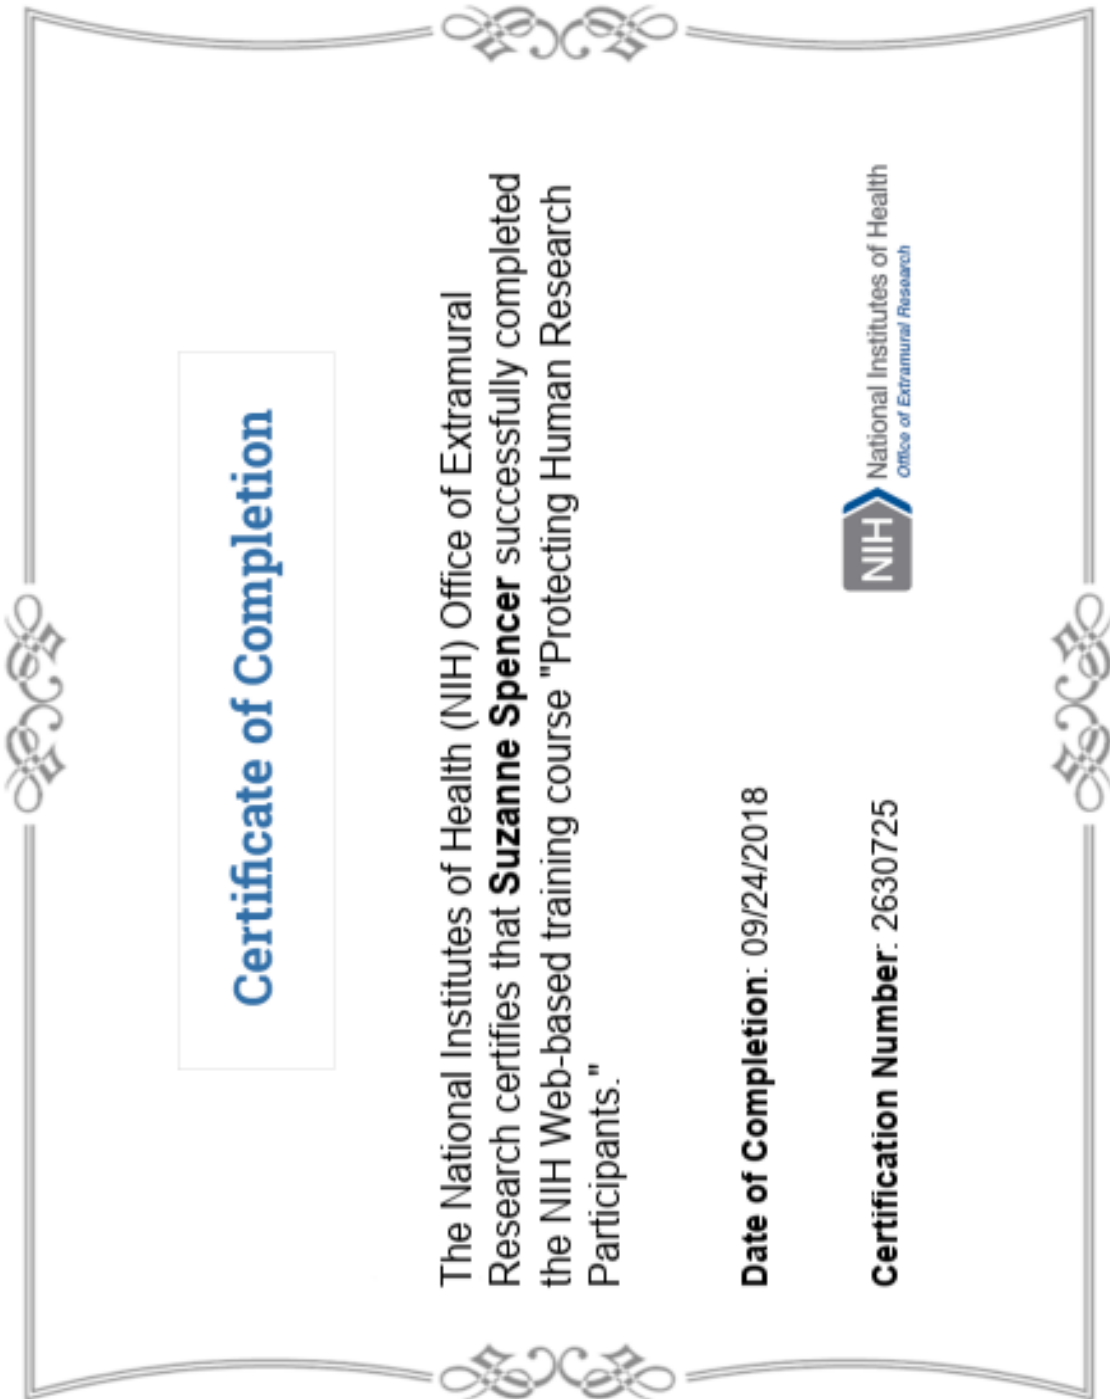 Certificate of Completion
The National Institutes of Health (NIH) Office of Extramural
Research certifies that Suzanne Spencer successfully completed
the NIH Web-based training course "Protecting Human Research
Participants."
Date of Completion: 09/24/2018
Certification Number: 2630725
NIH
National Institutes of Health
Office of Extramural Research